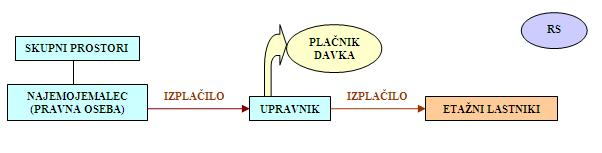 SKUPNI PROSTORI
PLAČNIK
DAVKA
RS
NAJEMOJEMALEC
(PRAVNA OSEBA)
IZPLAČILO
UPRAVNIK
IZPLAČILO
ETAŽNI LASTNIKI